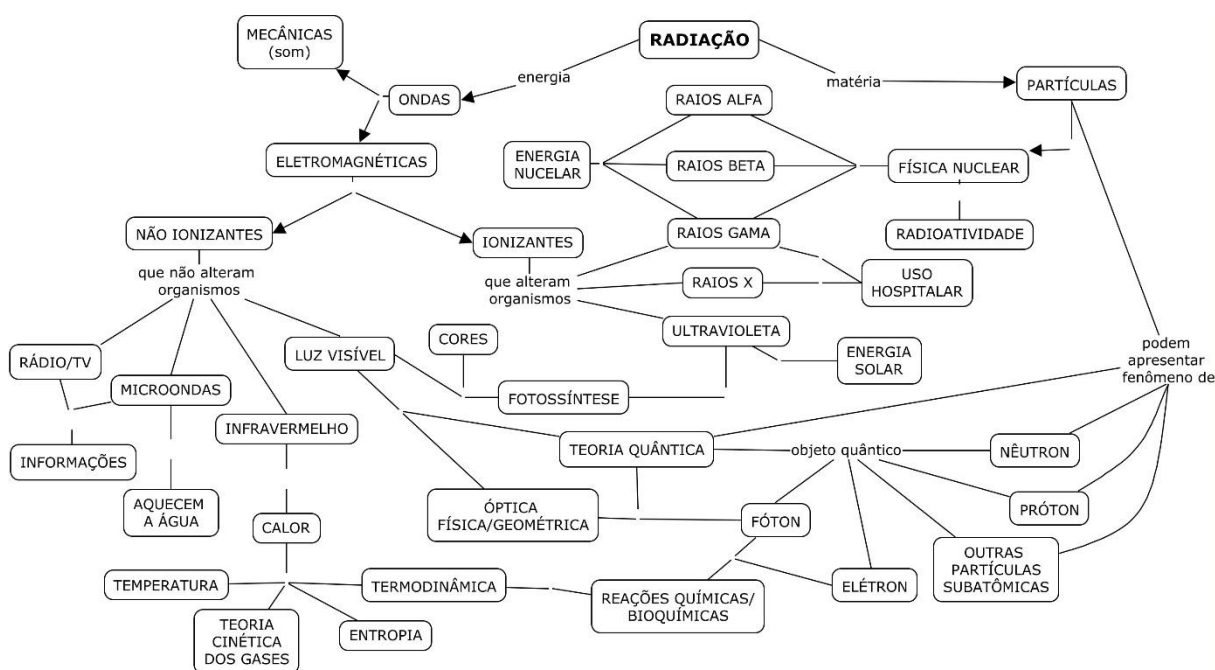 MECÂNICAS
(som)
RADIAÇÃO
energia
matéria
ONDAS
PARTÍCULAS
RAIOS ALFA
ELETROMAGNÉTICAS
ENERGIA
NUCELAR
RAIOS BETA
FÍSICA NUCLEAR
NÃO IONIZANTES
IONIZANTES
RAIOS GAMA
RADIOATIVIDADE
que não alteram
organismos
que alteram
organismos
RAIOS X
USO
HOSPITALAR
RÁDIO/TV
LUZ VISÍVEL
CORES
ULTRAVIOLETA
ENERGIA
SOLAR
podem
apresentar
fenômeno de
MICROONDAS
FOTOSSÍNTESE
INFRAVERMELHO
INFORMAÇÕES
TEORIA QUÂNTICA
objeto quântico
NÊUTRON
AQUECEM
A ÁGUA
CALOR
ÓPTICA
FÍSICA/GEOMÉTRICA
FÓTON
PRÓTON
OUTRAS
PARTÍCULAS
SUBATÔMICAS
TEMPERATURA
TERMODINÂMICA
REAÇÕES QUÍMICAS/
BIOQUÍMICAS
ELÉTRON
TEORIA
CINÉTICA
DOS GASES
ENTROPIA